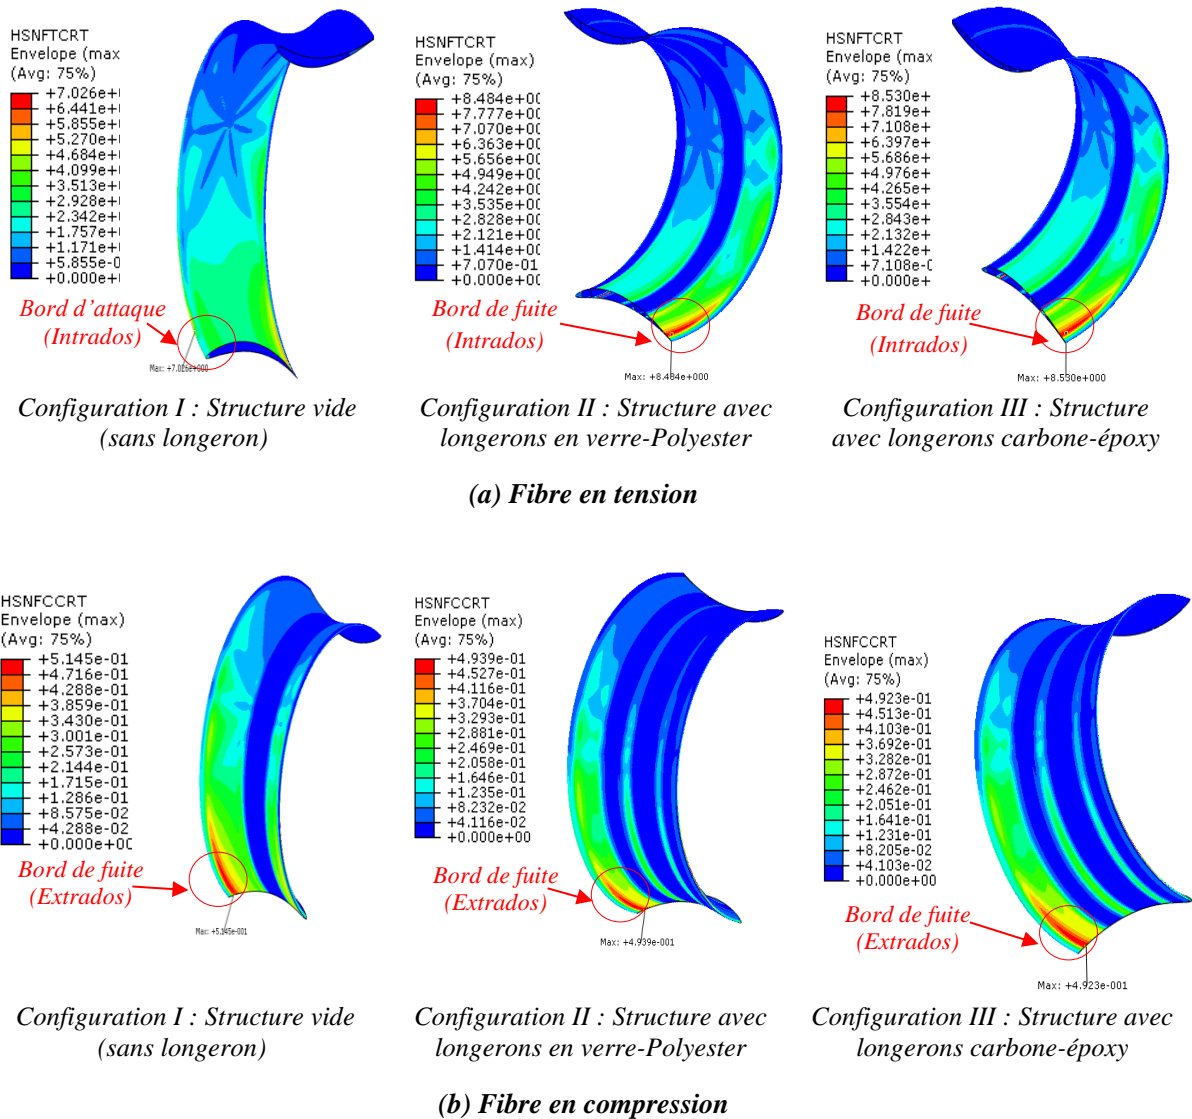 HSNFTCRT
Envelope (max
(Avg: 75%)
+7.026e+
+6.441e+
+5.855e+
+5.270e+
+4.684e+
+4.099e+
+3.513e+
+2.928e+
+2.342e+
+1.757e+
+1.171e+
+5.855e-0
+0.000e+
Bord d'attaque
(Intrados)
Max: +7.026e+000
Configuration I : Structure vide
(sans longeron)
HSNFTCRT
Envelope (max)
(Avg: 75%)
+8.484e+00
+7.777e+00
+7.070e+00
+6.363e+00
+5.656e+00
+4.949e+00
+4.242e+00
+3.535e+00
+2.828e+00
+2.121e+00
+1.414e+00
+7.070e-01
+0.000e+00
Bord de fuite
(Intrados)
Max: +8.484e+000
Configuration II : Structure avec
longerons en verre-Polyester
HSNFTCRT
Envelope (max)
(Avg: 75%)
+8.530e+
+7.819e+
+7.108e+
+6.397e+
+5.686e+
+4.976e+
+4.265e+
+3.554e+
+2.843e+
+2.132e+
+1.422e+
+7.108e-0
+0.000e+
Bord de fuite
(Intrados)
Max: +8.530e+000
Configuration III : Structure
avec longerons carbone-époxy
(a) Fibre en tension
HSNFCCRT
Envelope (max)
(Avg: 75%)
+5.145e-01
+4.716e-01
+4.288e-01
+3.859e-01
+3.430e-01
+3.001e-01
+2.573e-01
+2.144e-01
+1.715e-01
+1.286e-01
+8.575e-02
+4.288e-02
+0.000e+00
Bord de fuite
(Extrados)
Max: +5.145e-001
Configuration I : Structure vide
(sans longeron)
HSNFCCRT
Envelope (max)
(Avg: 75%)
+4.939e-01
+4.527e-01
+4.116e-01
+3.704e-01
+3.293e-01
+2.881e-01
+2.469e-01
+2.058e-01
+1.646e-01
+1.235e-01
+8.232e-02
+4.116e-02
+0.000e+00
Bord de fuite
(Extrados)
Max: +4.939e-001
Configuration II : Structure avec
longerons en verre-Polyester
HSNFCCRT
Envelope (max)
(Avg: 75%)
+4.923e-01
+4.513e-01
+4.103e-01
+3.692e-01
+3.282e-01
+2.872e-01
+2.462e-01
+2.051e-01
+1.641e-01
+1.231e-01
+8.205e-02
+4.103e-02
+0.000e+00
Bord de fuite
(Extrados)
Max: +4.923e-001
Configuration III : Structure avec
longerons carbone-époxy
(b) Fibre en compression